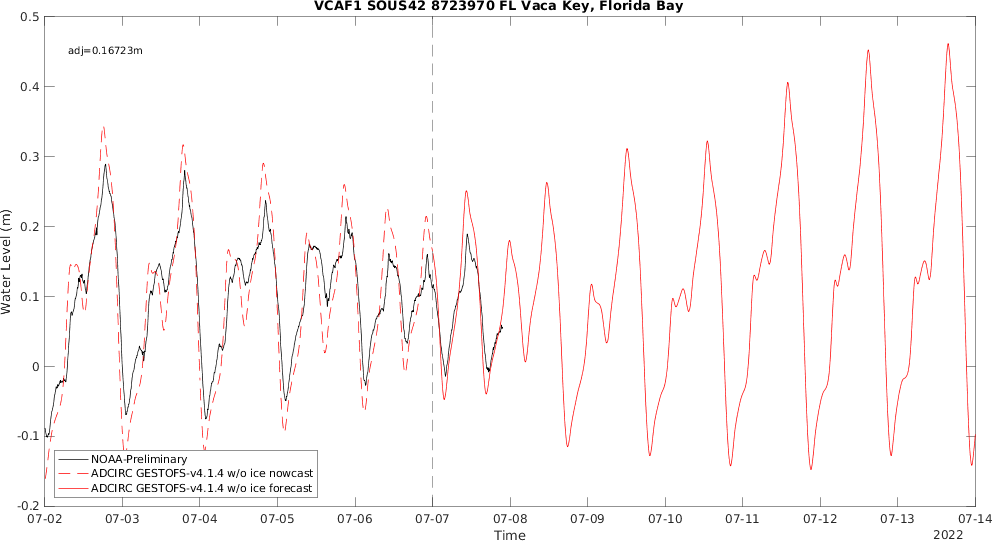 VCAF1 SOUS42 8723970 FL Vaca Key, Florida Bay
0.5
adj=0.16723m
0.4
0.3
0.2
Water Level (m)
0.1
0
-0.1
NOAA-Preliminary
ADCIRC GESTOFS-v4.1.4 w/o ice nowcast
ADCIRC GESTOFS-v4.1.4 w/o ice forecast
-0.2
07-02 07-03 07-04 07-05 07-06 07-07 07-08 07-09 07-10 07-11 07-12 07-13 07-14
Time 2022